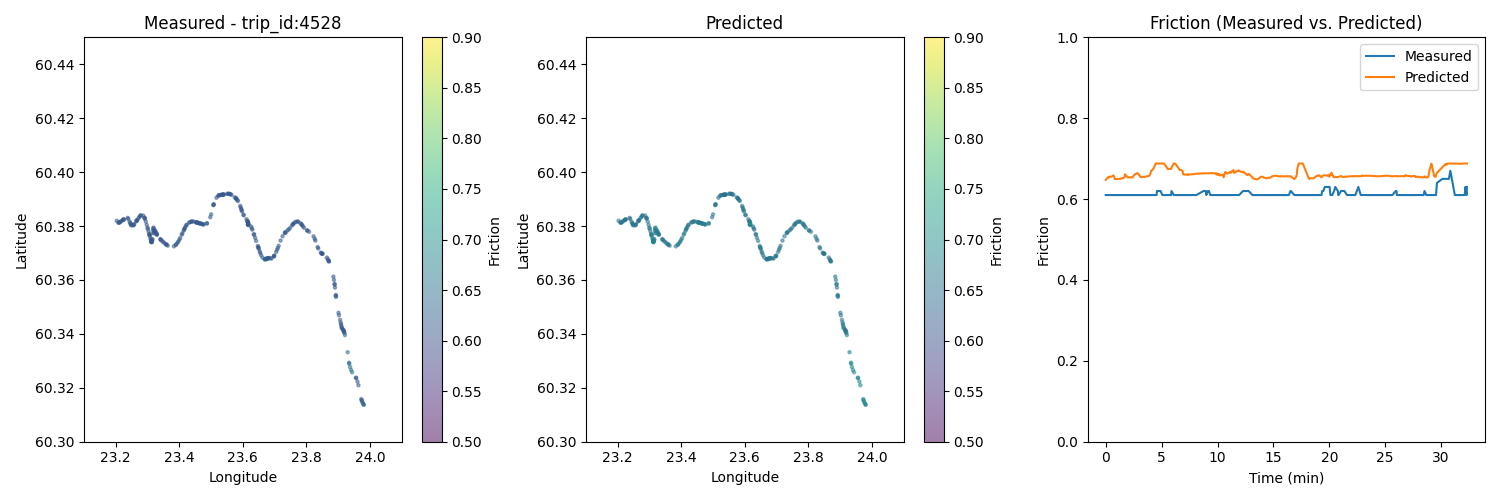 Measured - trip_id:4528
Latitude
60.44
60.42
60.40
60.38
60.36
60.34
60.32
60.30
23.2 23.4 23.6 23.8 24.0
Longitude
0.90
0.85
0.80
0.75
0.70
0.65
0.60
0.55
0.50
Friction
Predicted
Latitude
60.44
60.42
60.40
60.38
60.36
60.34
60.32
60.30
23.2 23.4 23.6 23.8 24.0
Longitude
0.90
0.85
0.80
0.75
0.70
0.65
0.60
0.55
0.50
Friction
Friction (Measured vs. Predicted)
Friction
1.0
0.8
0.6
0.4
0.2
0.0
Measured
Predicted
0 5 10 15 20 25 30
Time (min)